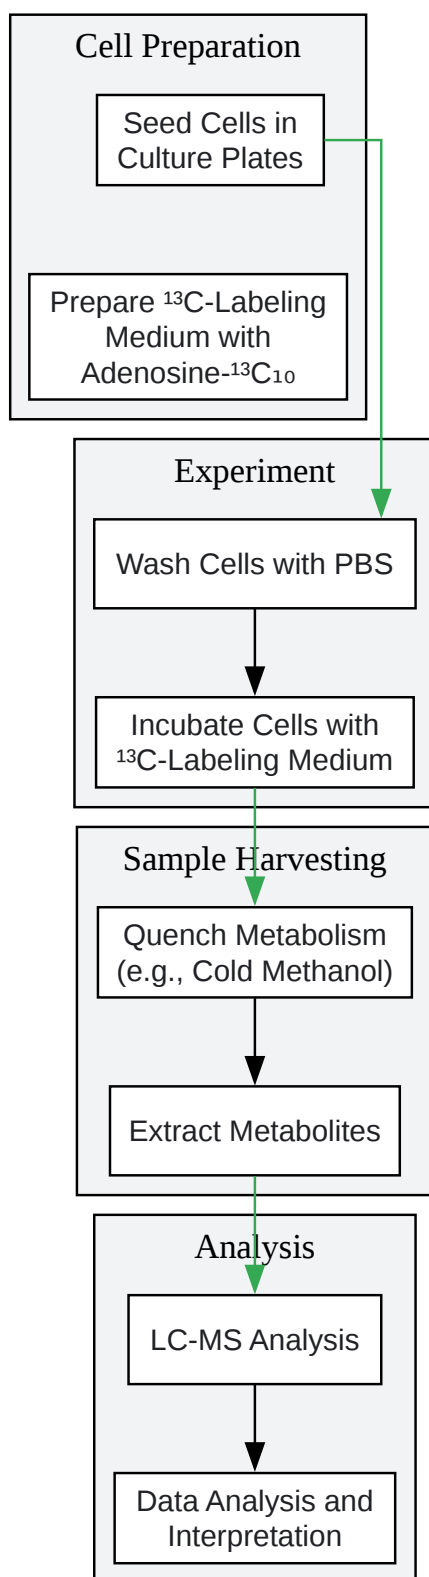 Cell Preparation
Seed Cells in
Culture Plates
Prepare ¹³C-Labeling
Medium with
Adenosine-¹³C₁₀
Experiment
Wash Cells with PBS
Incubate Cells with
¹³C-Labeling Medium
Sample Harvesting
Quench Metabolism
(e.g., Cold Methanol)
Extract Metabolites
Analysis
LC-MS Analysis
Data Analysis and
Interpretation